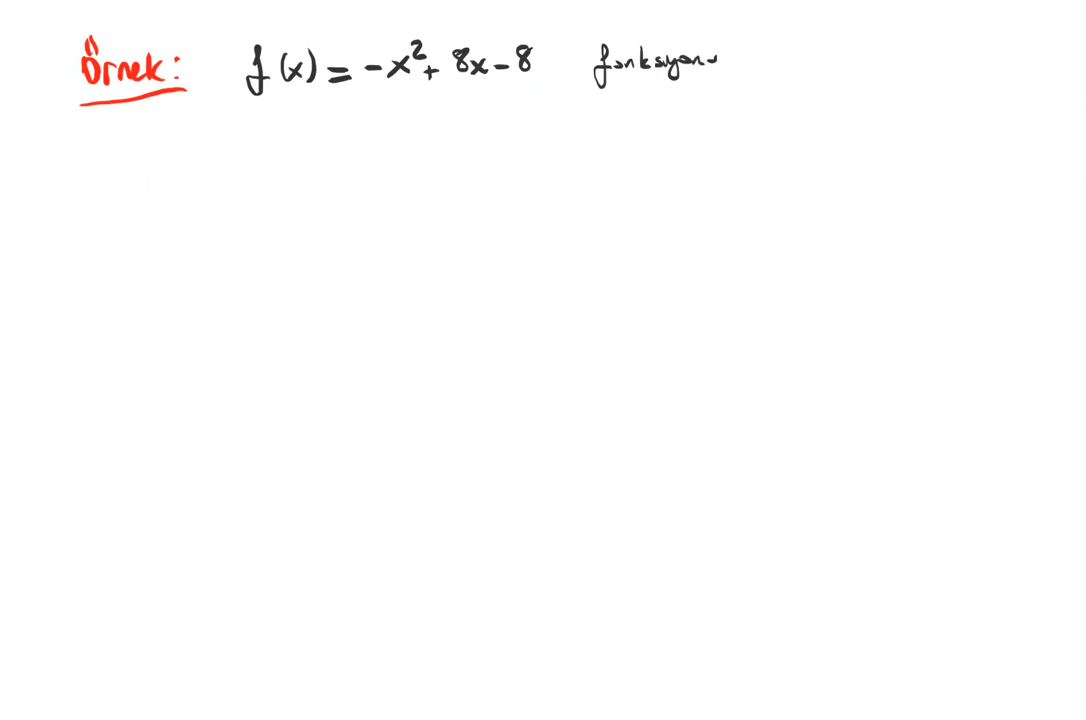 Örnek: f(x) = -x² + 8x - 8 fonksiyonu